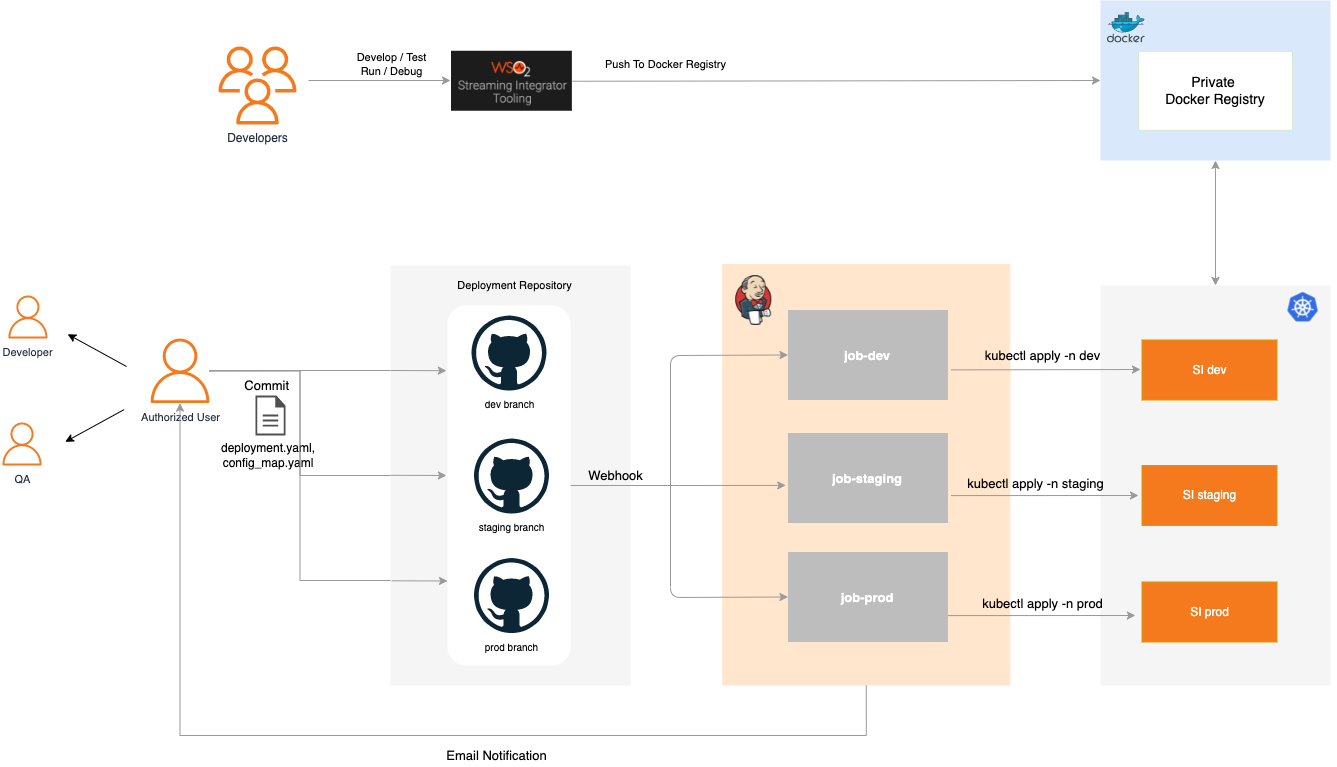 docker
Private
Docker Registry
Develop / Test
Run / Debug
WSO2
Streaming Integrator
Tooling
Push To Docker Registry
Developers
Deployment Repository
Developer
Authorized User
QA
Commit
deployment.yaml,
config_map.yaml
dev branch
staging branch
prod branch
Webhook
job-dev
job-staging
job-prod
kubectl apply -n dev
kubectl apply -n staging
kubectl apply -n prod
SI dev
SI staging
SI prod
Email Notification